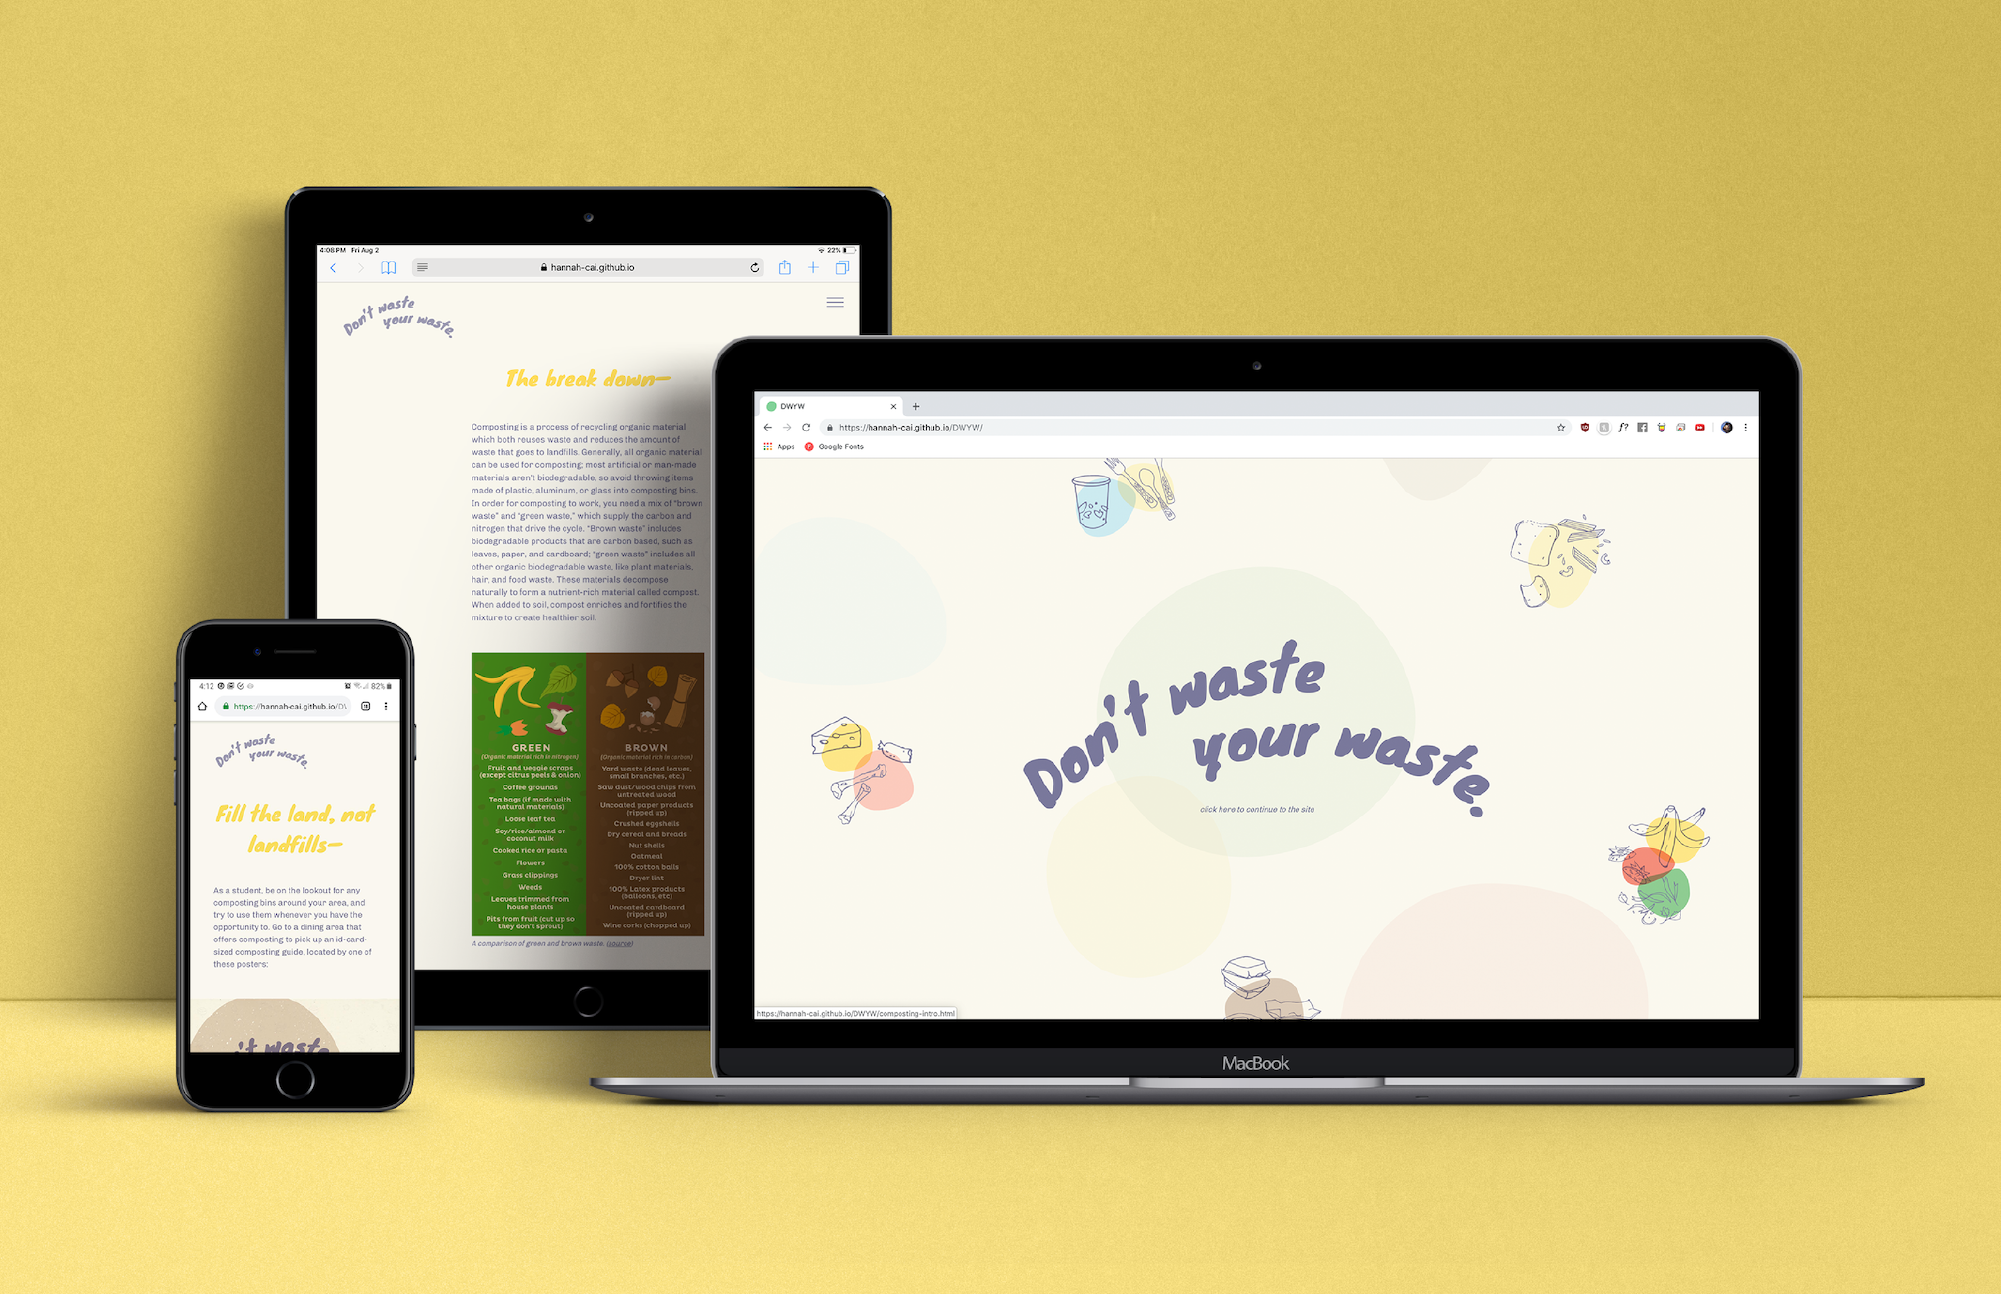 4:08 PM Fri Aug 2
22%
hannah-cai.github.io
Don't waste
your waste.
The break down—
Composting is a process of recycling organic material
which both reuses waste and reduces the amount of
waste that goes to landfills. Generally, all organic material
can be used for composting; most artificial or man-made
materials aren't biodegradable, so avoid throwing items
made of plastic, aluminum, or glass into composting bins.
In order for composting to work, you need a mix of "brown
waste" and "green waste," which supply the carbon and
nitrogen that drive the cycle. "Brown waste" includes
biodegradable products that are carbon based, such as
leaves, paper, and cardboard; "green waste" includes all
other organic biodegradable waste, like plant materials,
hair, and food waste. These materials decompose
naturally to form a nutrient-rich material called compost.
When added to soil, compost enriches and fortifies the
mixture to create healthier soil.
GREEN
(Organic material rich in nitrogen)
Fruit and veggie scraps
(except citrus peels & onion)
Coffee grounds
Tea bags (if made with
natural materials)
Loose leaf tea
Soy/rice/almond or
coconut milk
Cooked rice or pasta
Flowers
Grass clippings
Weeds
Leaves trimmed from
house plants
Pits from fruit (cut up so
they don't sprout)
BROWN
(Organic material rich in carbon)
Yard waste (dead leaves,
small branches, etc.)
Saw dust/wood chips from
untreated wood
Uncoated paper products
(ripped up)
Crushed eggshells
Dry cereal and breads
Nut shells
Oatmeal
100% cotton balls
Dryer lint
100% Latex products
(balloons, etc)
Uncoated cardboard
(ripped up)
Wine corks (chopped up)
A comparison of green and brown waste. (source)
4:12
82%
https://hannah-cai.github.io/DV
Don't waste
your waste.
Fill the land, not
landfills—
As a student, be on the lookout for any
composting bins around your area, and
try to use them whenever you have the
opportunity to. Go to a dining area that
offers composting to pick up an id-card-
sized composting guide, located by one of
these posters:
't waste
DWYW
https://hannah-cai.github.io/DWYW/
f?
Apps
Google Fonts
Don't waste
your waste.
click here to continue to the site
https://hannah-cai.github.io/DWYW/composting-intro.html
MacBook